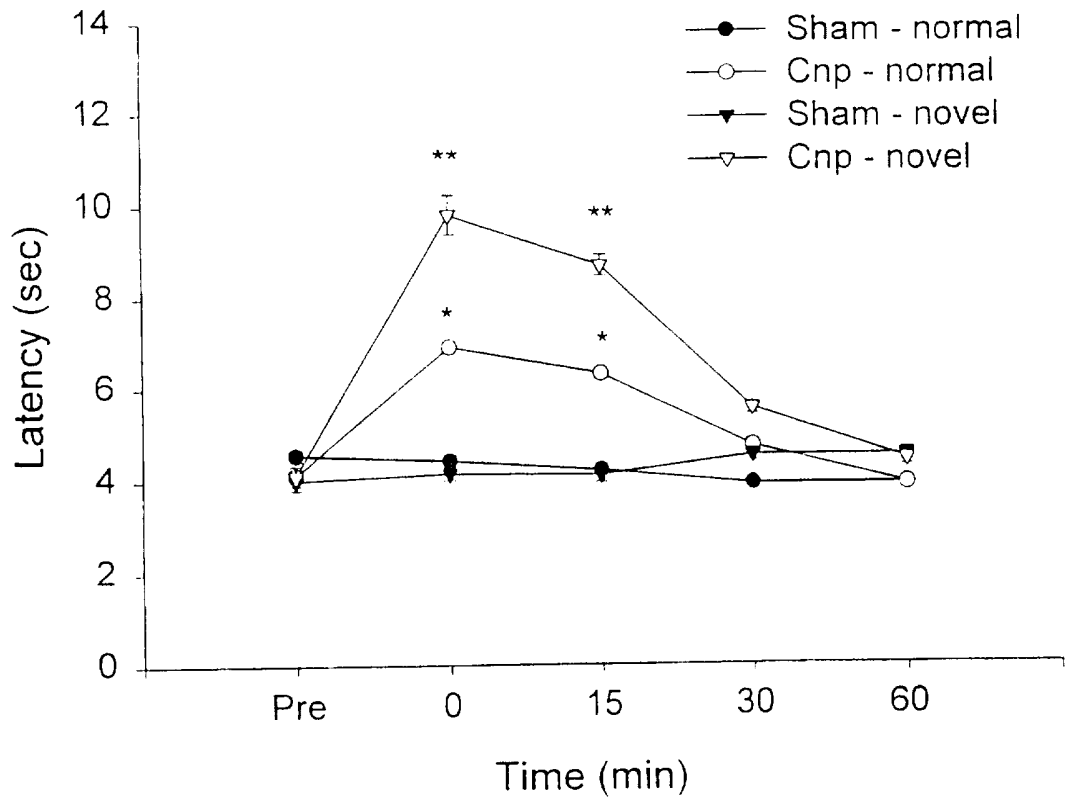 Sham - normal
Cnp - normal
Sham - novel
Cnp - novel
14
12
10
8
6
4
2
0
Latency (sec)
**
**
*
*
Pre 0 15 30 60
Time (min)